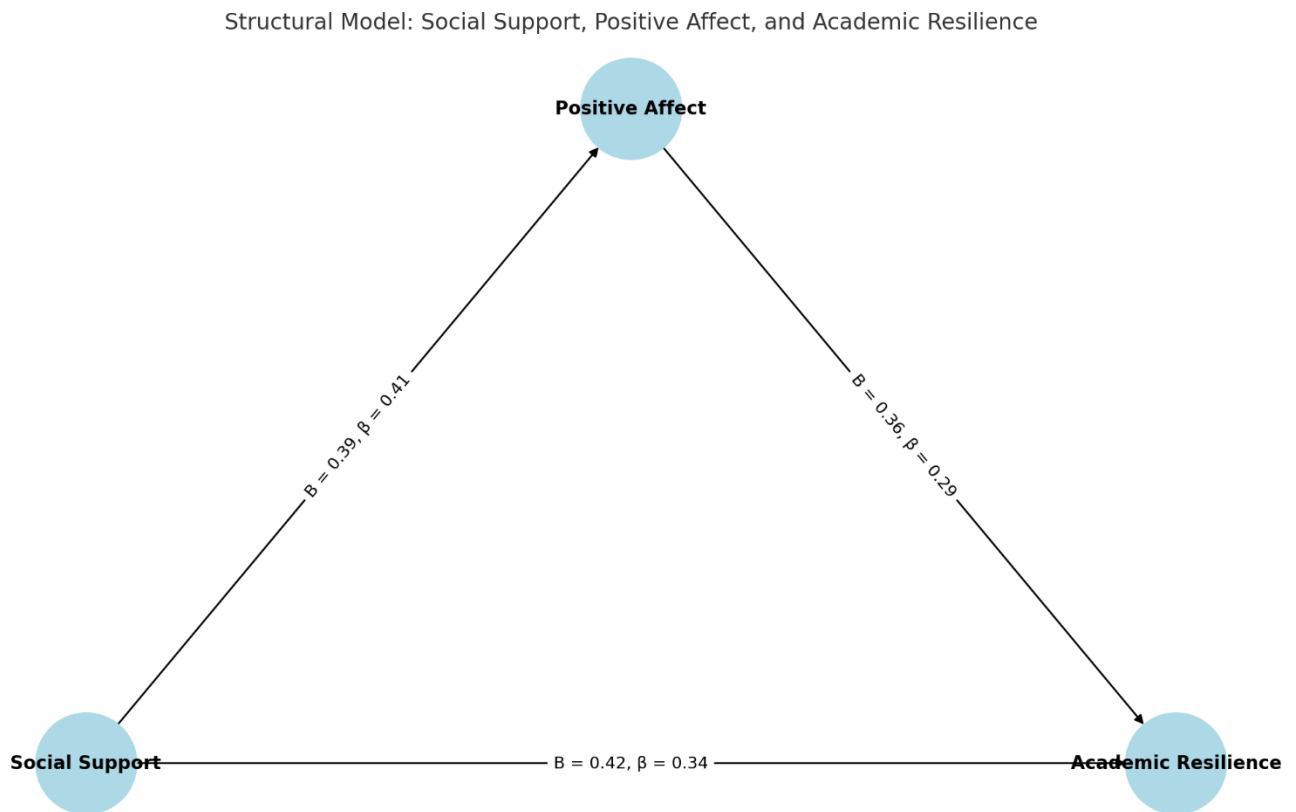 Structural Model: Social Support, Positive Affect, and Academic Resilience
Positive Affect
B = 0.39, β = 0.41
B = 0.36, β = 0.29
Social Support
B = 0.42, β = 0.34
Academic Resilience